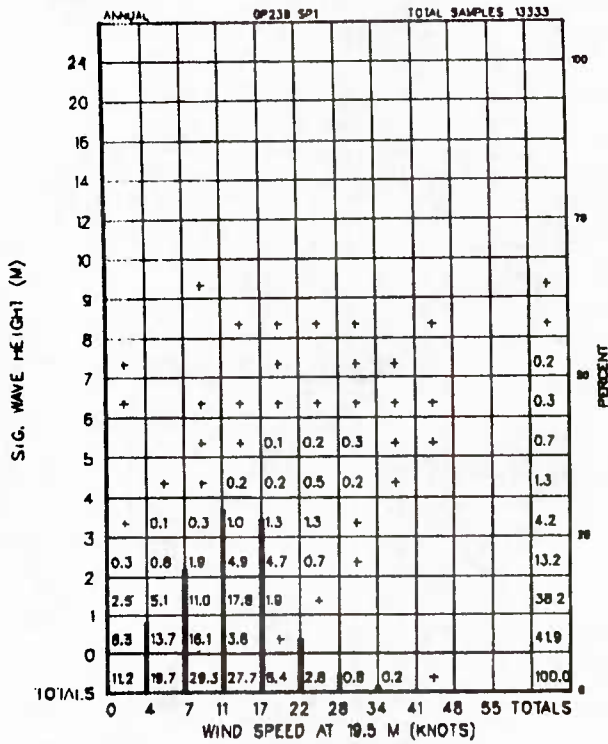 ANNUAL OP23B SP1 TOTAL SAMPLES 13333
24 100
20
16
14
12
10
9 +
8 + + + + + +
7 + + + + 0.2
6 + + + + + + + + 0.3
5 + + 0.1 0.2 0.3 + + 0.7
4 + + 0.2 0.2 0.5 0.2 + 1.3
3 + 0.1 0.3 1.0 1.3 1.3 + 4.2
2 0.3 0.8 1.9 4.9 4.7 0.7 + 13.2
1 2.5 5.1 11.0 17.8 1.9 + 38.2
0 8.3 13.7 16.1 3.6 + 41.9
TOTALS 11.2 19.7 29.3 27.7 8.4 2.8 0.8 0.2 + 100.0
0 4 7 11 17 22 28 34 41 48 55 TOTALS
WIND SPEED AT 19.5 M (KNOTS)
SIG. WAVE HEIGHT (M)
PERCENT